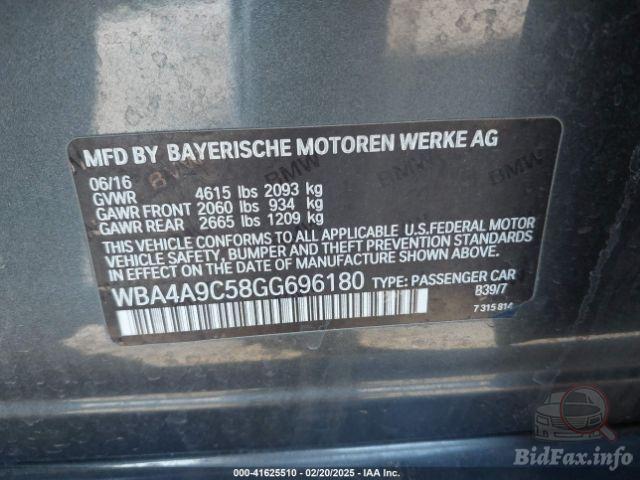 MFD BY BAYERISCHE MOTOREN WERKE AG
06/16
GVWR 4615 lbs 2093 kg
GAWR FRONT 2060 lbs 934 kg
GAWR REAR 2665 lbs 1209 kg
THIS VEHICLE CONFORMS TO ALL APPLICABLE U.S.FEDERAL MOTOR
VEHICLE SAFETY, BUMPER AND THEFT PREVENTION STANDARDS
IN EFFECT ON THE DATE OF MANUFACTURE SHOWN ABOVE.
WBA4A9C58GG696180 TYPE: PASSENGER CAR
B39/7
7 315 814
BMW
BMW
BMW
BidFax.info
000-41625510 - 02/20/2025 - IAA Inc.